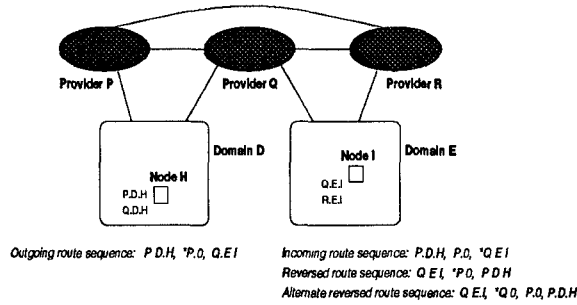 Provider P
Provider Q
Provider R
Domain D
Domain E
Node H
P.D.H
Q.D.H
Node I
Q.E.I
R.E.I
Outgoing route sequence: P.D.H, *P.0, Q.E.I
Incoming route sequence: P.D.H, P.0, *Q.E.I
Reversed route sequence: Q.E.I, *P.0, P.D.H
Alternate reversed route sequence: Q.E.I, *Q.0, P.0, P.D.H